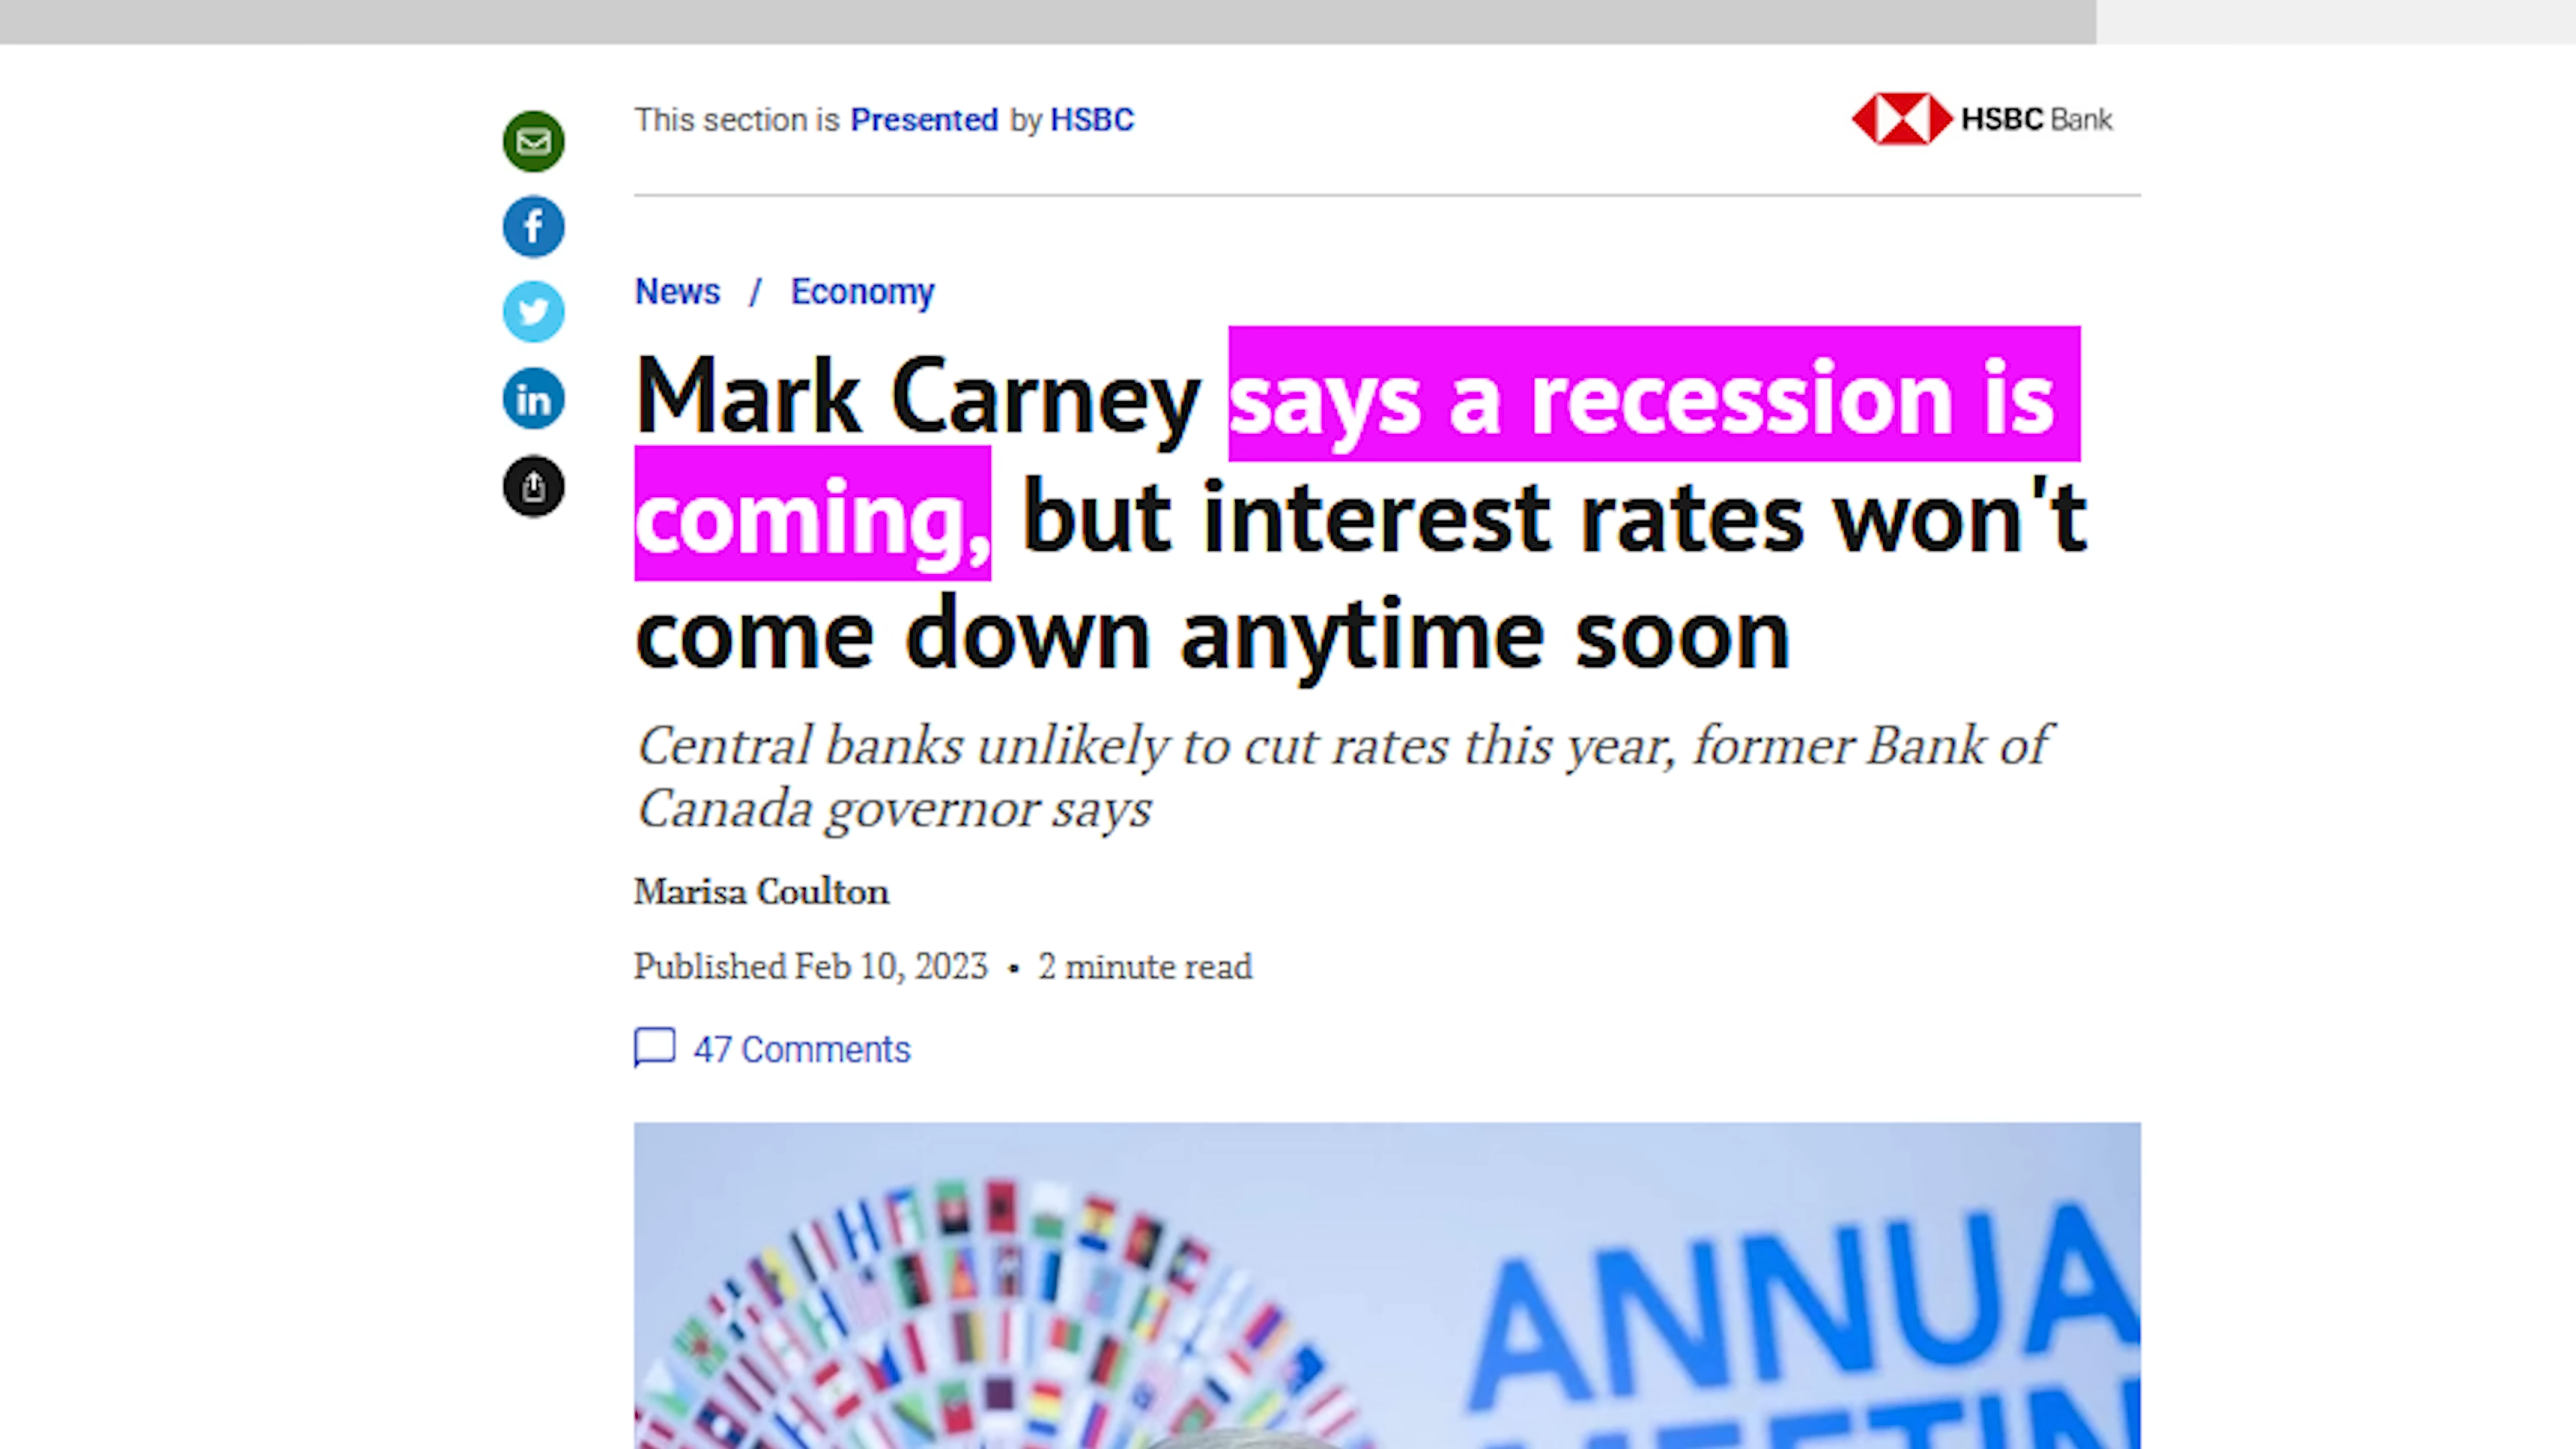 This section is Presented by HSBC
HSBC Bank
News / Economy
Mark Carney says a recession is
coming, but interest rates won't
come down anytime soon
Central banks unlikely to cut rates this year, former Bank of
Canada governor says
Marisa Coulton
Published Feb 10, 2023 • 2 minute read
47 Comments
ANNUA
MEETIN